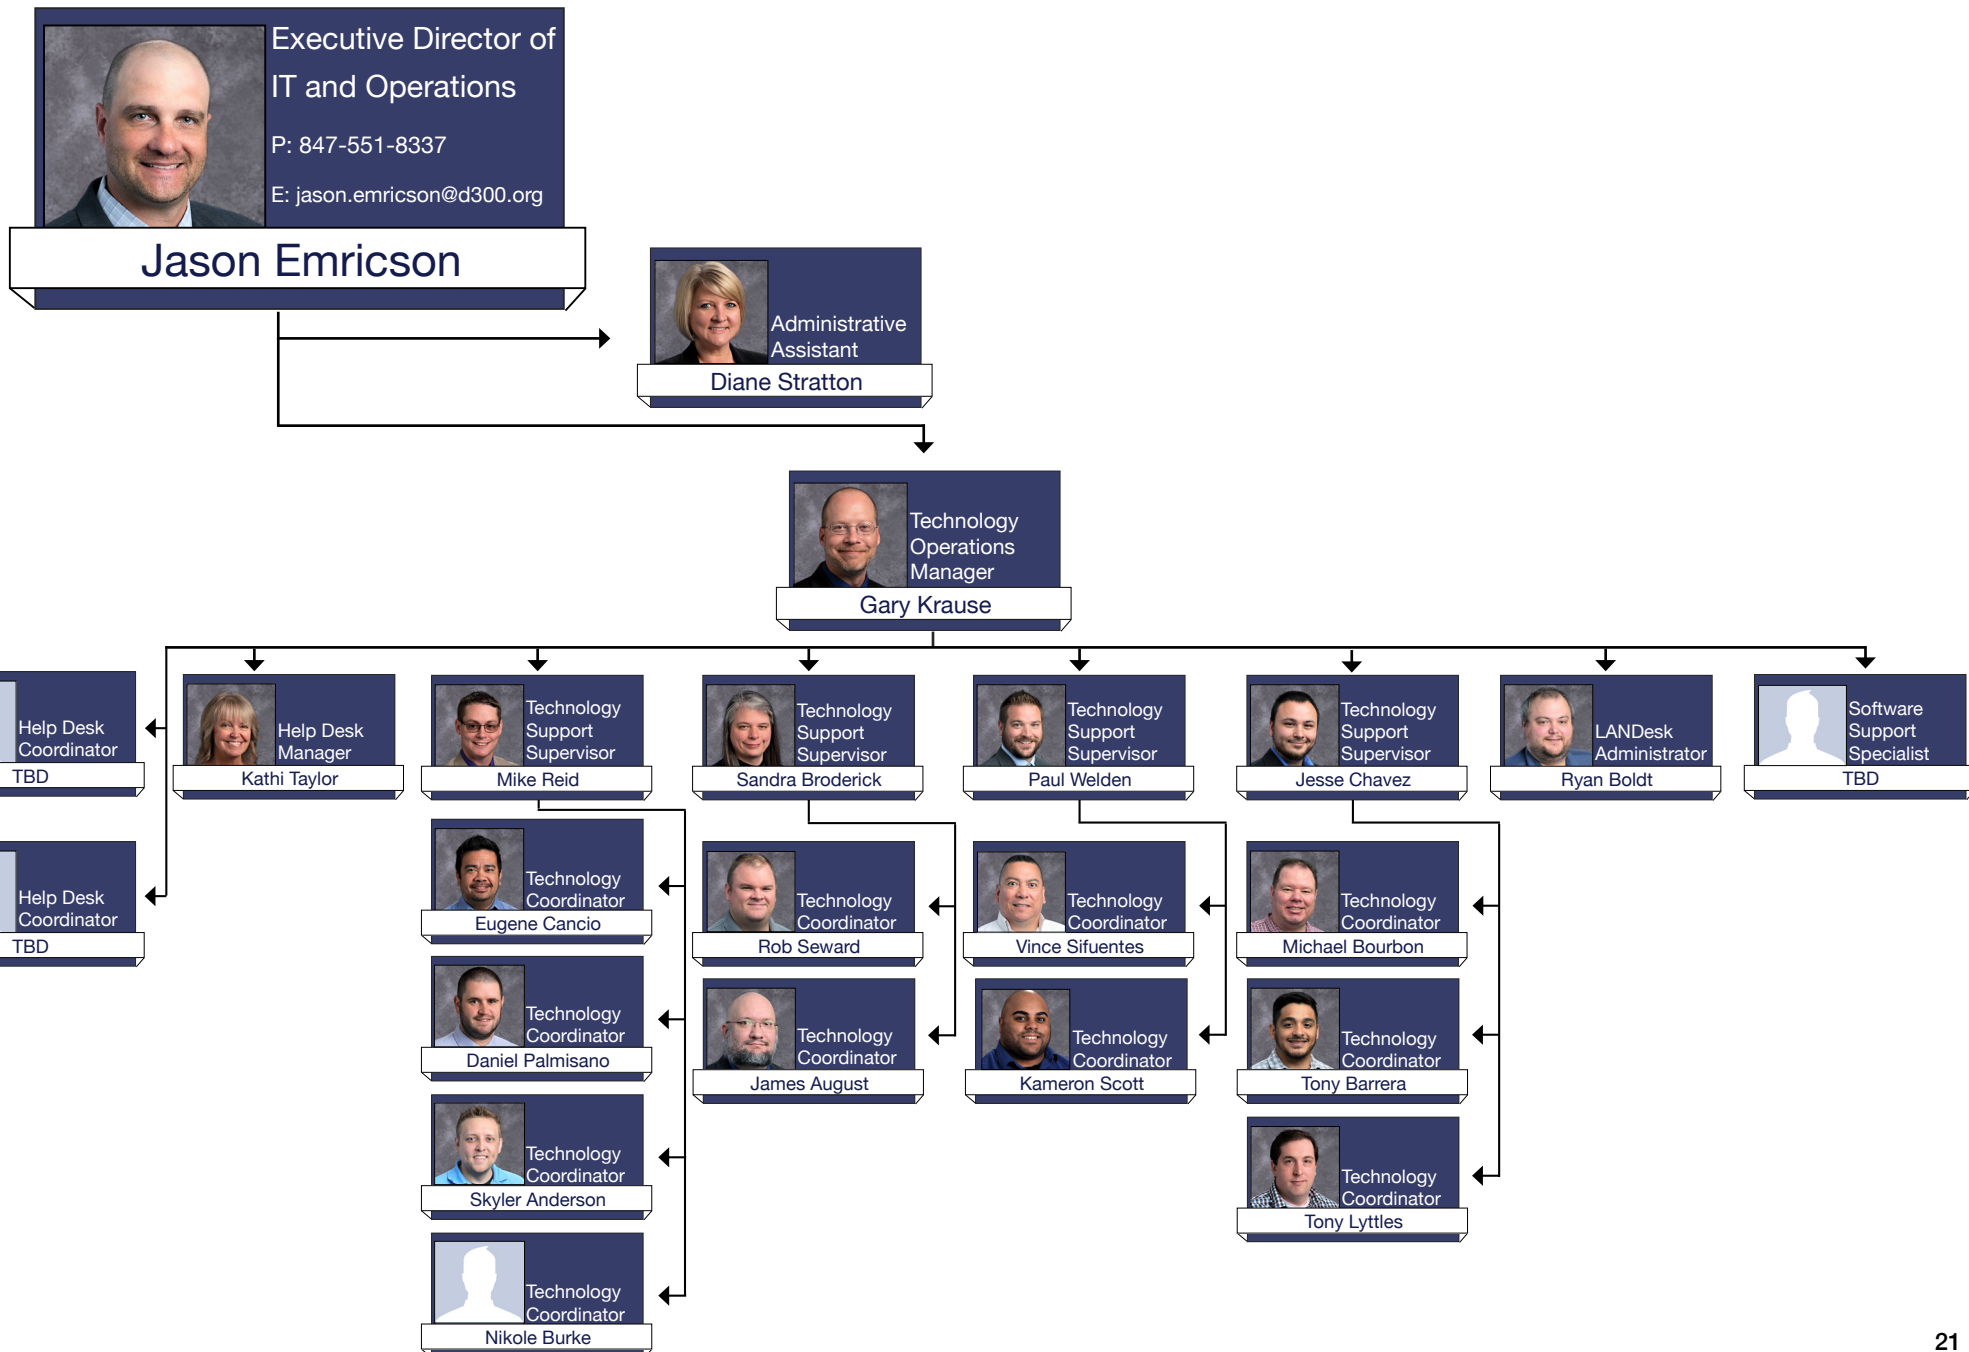 Executive Director of
IT and Operations
P: 847-551-8337
E: jason.emricson@d300.org
Jason Emricson
Administrative
Assistant
Diane Stratton
Technology
Operations
Manager
Gary Krause
Help Desk
Coordinator
TBD
Help Desk
Manager
Kathi Taylor
Technology
Support
Supervisor
Mike Reid
Technology
Support
Supervisor
Sandra Broderick
Technology
Support
Supervisor
Paul Welden
Technology
Support
Supervisor
Jesse Chavez
LANDesk
Administrator
Ryan Boldt
Software
Support
Specialist
TBD
Help Desk
Coordinator
TBD
Technology
Coordinator
Eugene Cancio
Technology
Coordinator
Rob Seward
Technology
Coordinator
Vince Sifuentes
Technology
Coordinator
Michael Bourbon
Technology
Coordinator
Daniel Palmisano
Technology
Coordinator
James August
Technology
Coordinator
Kameron Scott
Technology
Coordinator
Tony Barrera
Technology
Coordinator
Skyler Anderson
Technology
Coordinator
Tony Lyttles
Technology
Coordinator
Nikole Burke
21